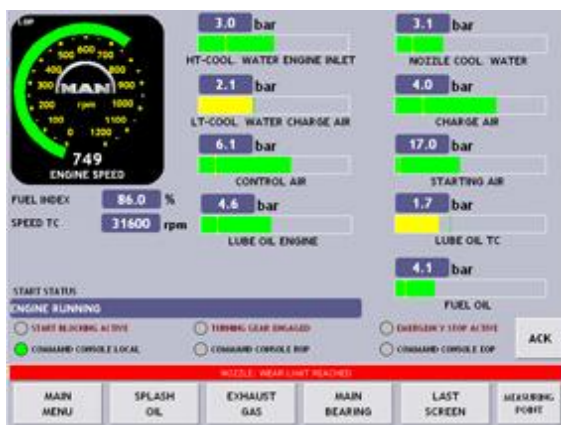 LOP
3.0 bar
3.1 bar
HT-COOL. WATER ENGINE INLET
NOZZLE COOL. WATER
2.1 bar
4.0 bar
LT-COOL. WATER CHARGE AIR
CHARGE AIR
6.1 bar
17.0 bar
CONTROL AIR
STARTING AIR
4.6 bar
1.7 bar
LUBE OIL ENGINE
LUBE OIL TC
4.1 bar
FUEL OIL
0 100 200 300 400 500 600 700 800 900 1000 1100 1200
MAN
rpm
749
ENGINE SPEED
FUEL INDEX 86.0 %
SPEED TC 31600 rpm
START STATUS
ENGINE RUNNING
START BLOCKING ACTIVE
TURNING GEAR ENGAGED
EMERGENCY STOP ACTIVE
COMMAND CONSOLE LOCAL
COMMAND CONSOLE ROP
COMMAND CONSOLE EOP
ACK
NOZZLE: WEAR LIMIT REACHED
MAIN MENU
SPLASH OIL
EXHAUST GAS
MAIN BEARING
LAST SCREEN
MEASURING POINT